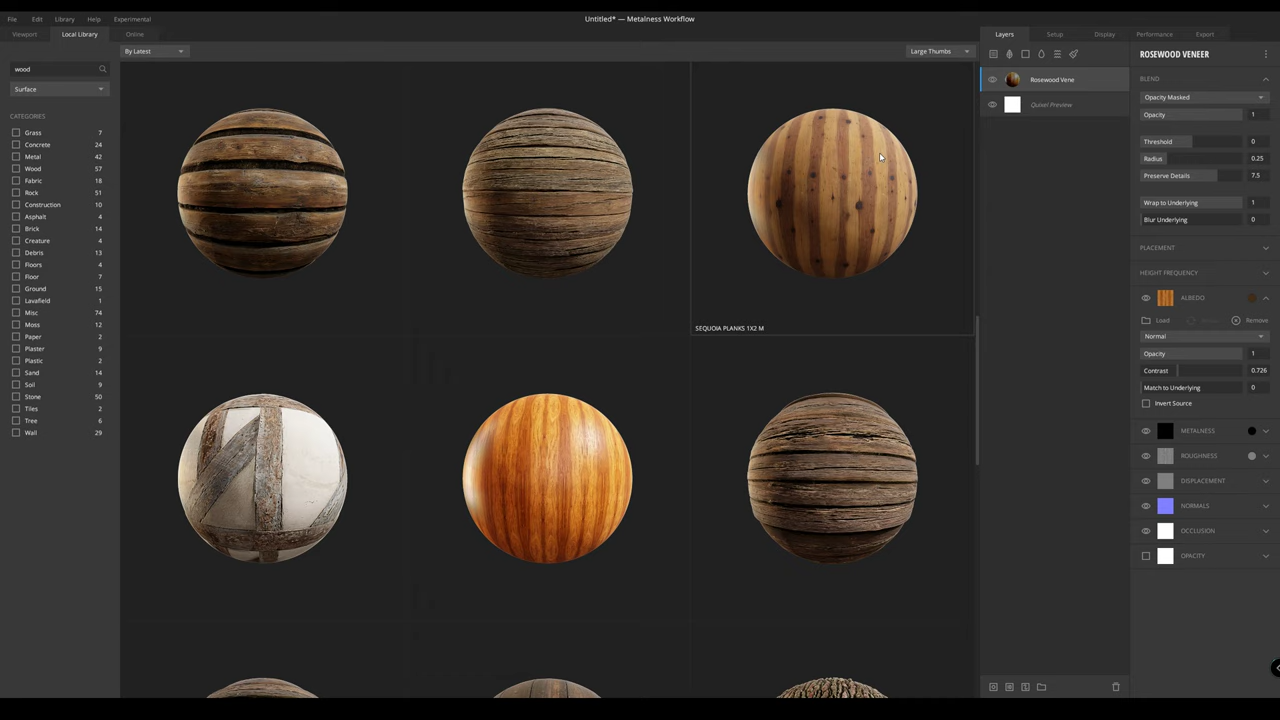 File Edit Library Help Experimental
Untitled* — Metalness Workflow
Viewport Local Library Online
Layers Setup Display Performance Export
By Latest
Large Thumbs
wood
Surface
CATEGORIES
Grass 7
Concrete 24
Metal 42
Wood 57
Fabric 18
Rock 51
Construction 10
Asphalt 4
Brick 14
Creature 4
Debris 13
Floors 4
Floor 7
Ground 15
Lavafield 1
Misc 74
Moss 12
Paper 2
Plaster 9
Plastic 2
Sand 14
Soil 9
Stone 50
Tiles 2
Tree 6
Wall 29
SEQUOIA PLANKS 1X2 M
Rosewood Vene
Quixel Preview
ROSEWOOD VENEER
BLEND
Opacity Masked
Opacity 1
Threshold 0
Radius 0.25
Preserve Details 7.5
Wrap to Underlying 1
Blur Underlying 0
PLACEMENT
HEIGHT FREQUENCY
ALBEDO
Load Remove
Normal
Opacity 1
Contrast 0.726
Match to Underlying 0
Invert Source
METALNESS
ROUGHNESS
DISPLACEMENT
NORMALS
OCCLUSION
OPACITY